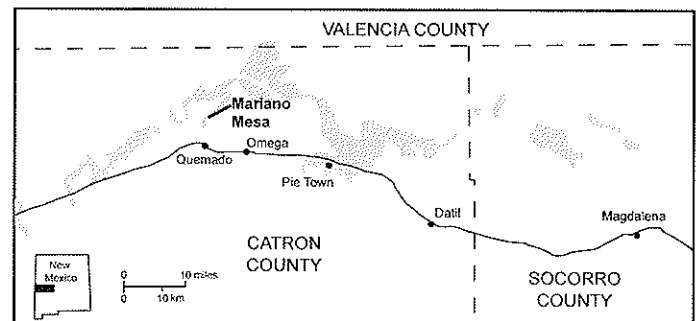 VALENCIA COUNTY
Mariano
Mesa
Omega
Quemado
Pie Town
Datil
Magdalena
CATRON
COUNTY
SOCORRO
COUNTY
New
Mexico
0 10 miles
0 10 km